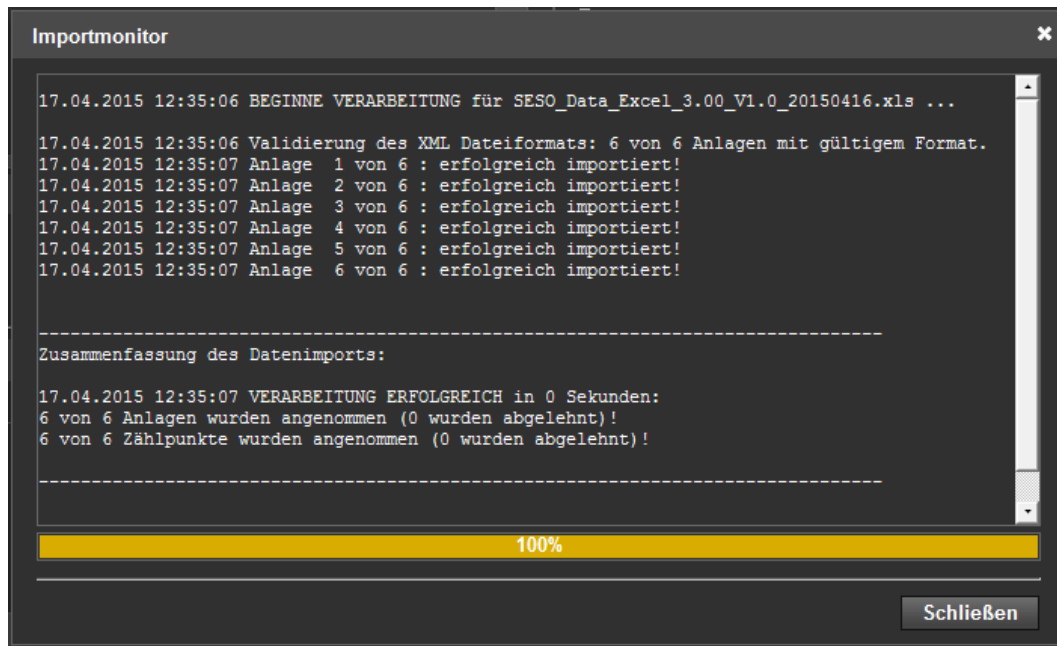 Importmonitor
17.04.2015 12:35:06 BEGINNE VERARBEITUNG für SESO_Data_Excel_3.00_V1.0_20150416.xls ...
17.04.2015 12:35:06 Validierung des XML Dateiformats: 6 von 6 Anlagen mit gültigem Format.
17.04.2015 12:35:07 Anlage  1 von 6 : erfolgreich importiert!
17.04.2015 12:35:07 Anlage  2 von 6 : erfolgreich importiert!
17.04.2015 12:35:07 Anlage  3 von 6 : erfolgreich importiert!
17.04.2015 12:35:07 Anlage  4 von 6 : erfolgreich importiert!
17.04.2015 12:35:07 Anlage  5 von 6 : erfolgreich importiert!
17.04.2015 12:35:07 Anlage  6 von 6 : erfolgreich importiert!
--------------------------------------------------------------------------------
Zusammenfassung des Datenimports:
17.04.2015 12:35:07 VERARBEITUNG ERFOLGREICH in 0 Sekunden:
6 von 6 Anlagen wurden angenommen (0 wurden abgelehnt)!
6 von 6 Zählpunkte wurden angenommen (0 wurden abgelehnt)!
--------------------------------------------------------------------------------
100%
Schließen